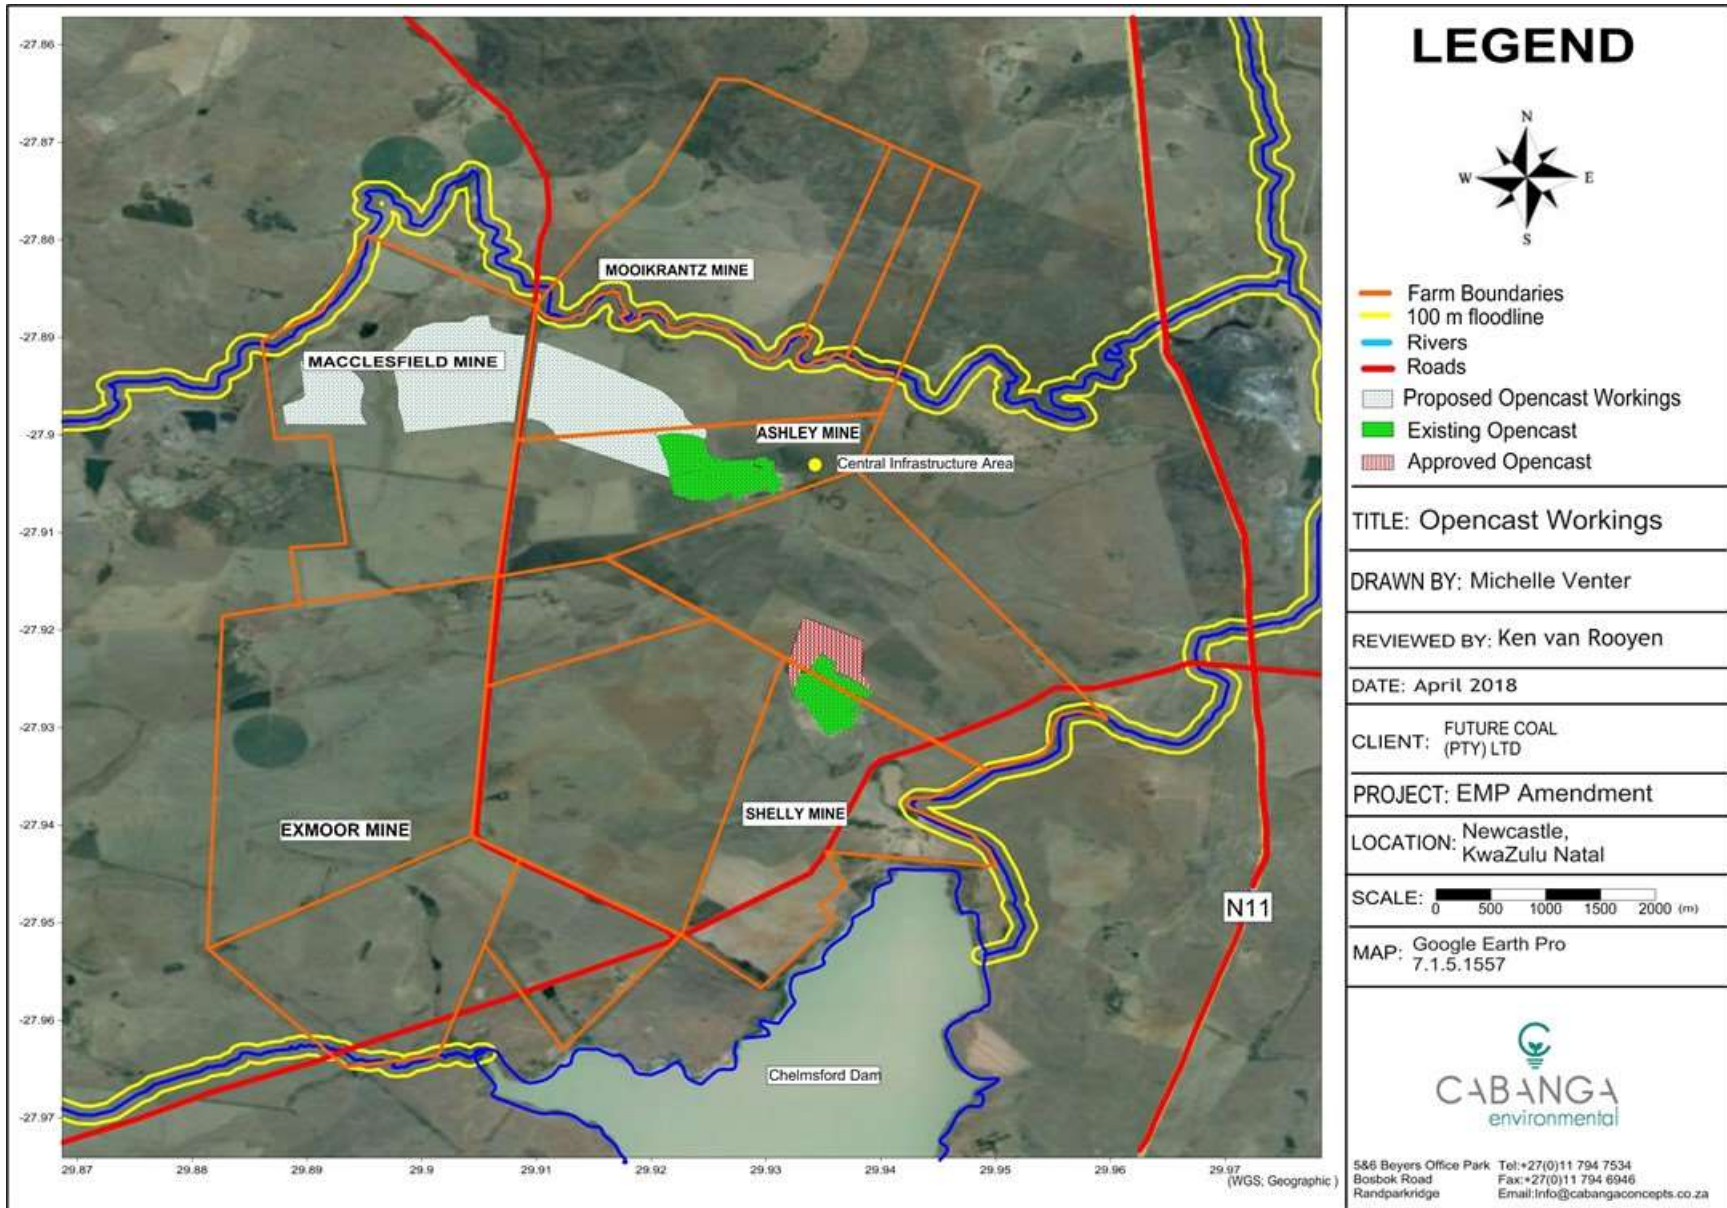 -27.86
-27.87
-27.88
-27.89
-27.9
-27.91
-27.92
-27.93
-27.94
-27.95
-27.96
-27.97
29.87 29.88 29.89 29.9 29.91 29.92 29.93 29.94 29.95 29.96 29.97
(WGS; Geographic )
MOOIKRANTZ MINE
MACCLESFIELD MINE
ASHLEY MINE
Central Infrastructure Area
SHELLY MINE
EXMOOR MINE
N11
Chelmsford Dam
LEGEND
N
W E
S
Farm Boundaries
100 m floodline
Rivers
Roads
Proposed Opencast Workings
Existing Opencast
Approved Opencast
TITLE: Opencast Workings
DRAWN BY: Michelle Venter
REVIEWED BY: Ken van Rooyen
DATE: April 2018
CLIENT: FUTURE COAL
(PTY) LTD
PROJECT: EMP Amendment
LOCATION: Newcastle,
KwaZulu Natal
SCALE: 0 500 1000 1500 2000 (m)
MAP: Google Earth Pro
7.1.5.1557
CABANGA
environmental
5&6 Beyers Office Park Tel:+27(0)11 794 7534
Bosbok Road Fax:+27(0)11 794 6946
Randparkridge Email:Info@cabangaconcepts.co.za